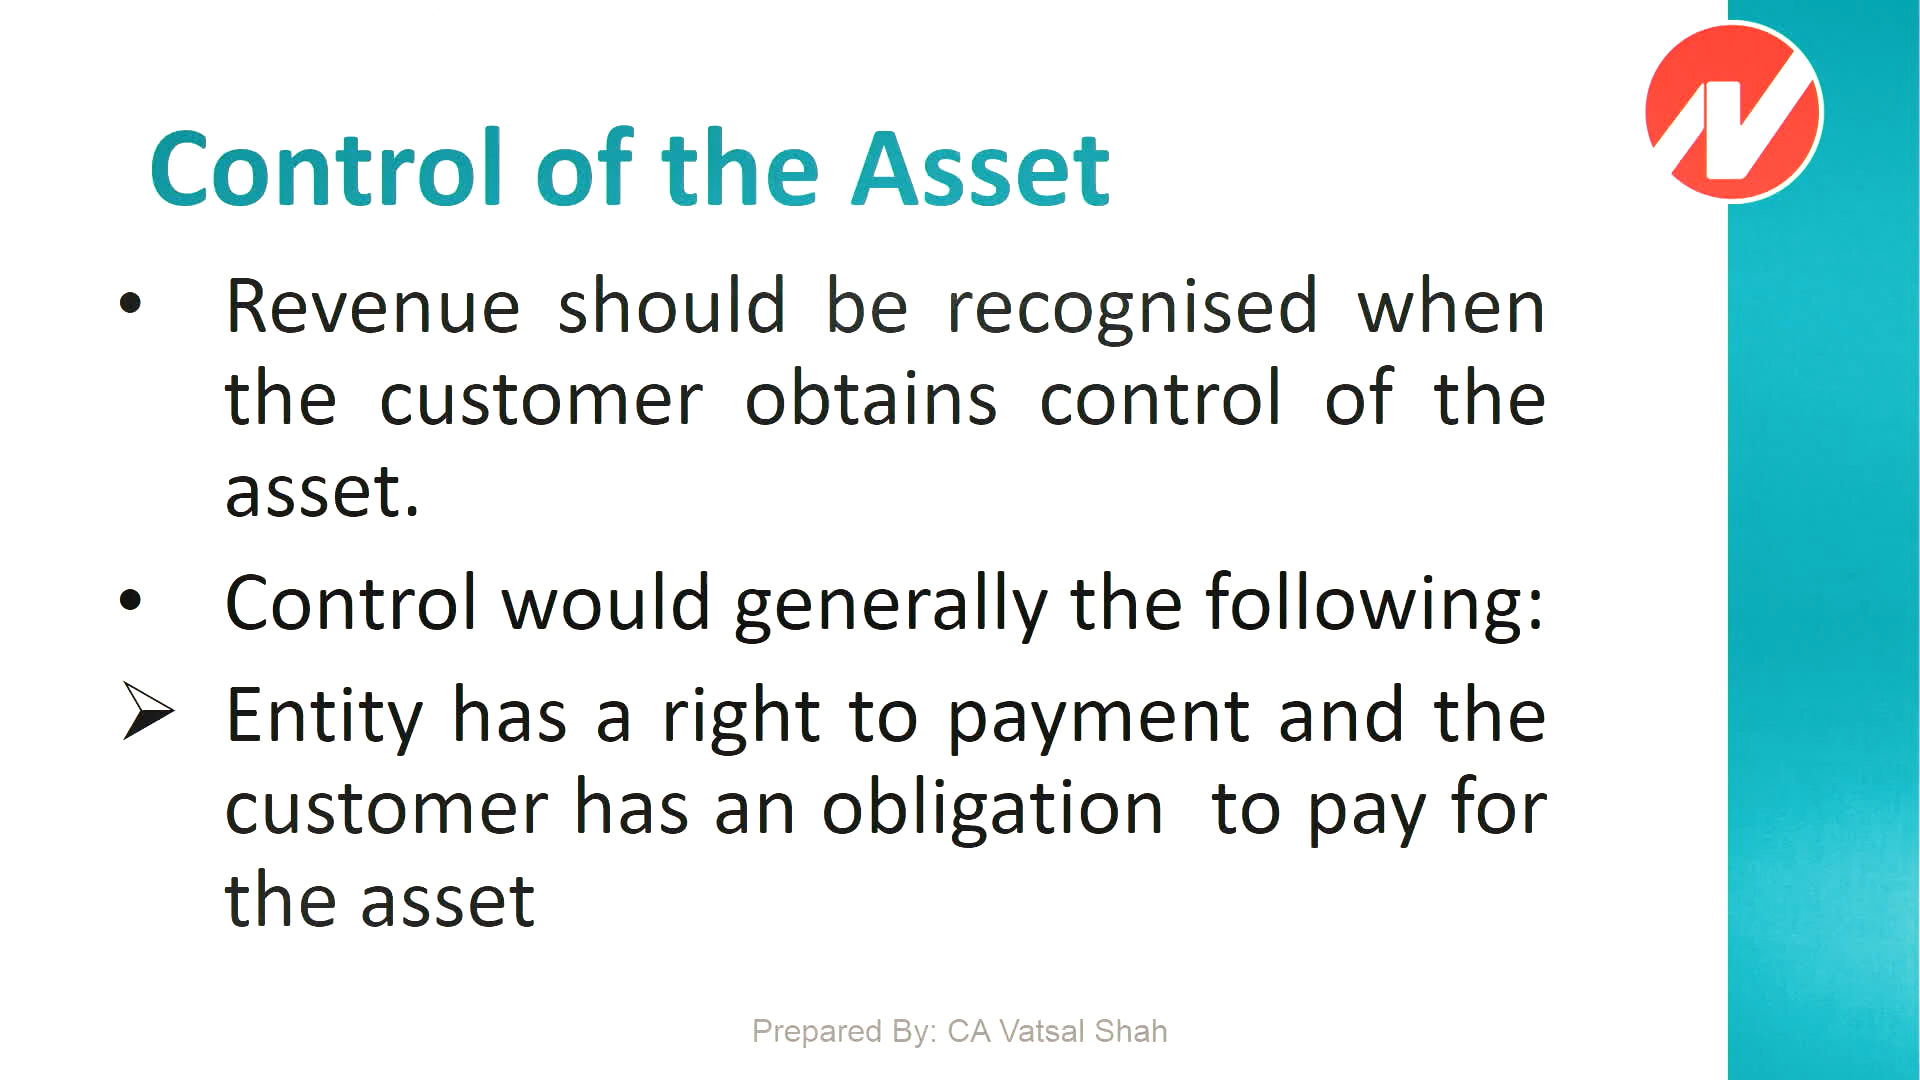 Control of the Asset
• Revenue should be recognised when
the customer obtains control of the
asset.
• Control would generally the following:
➢ Entity has a right to payment and the
customer has an obligation  to pay for
the asset
Prepared By: CA Vatsal Shah